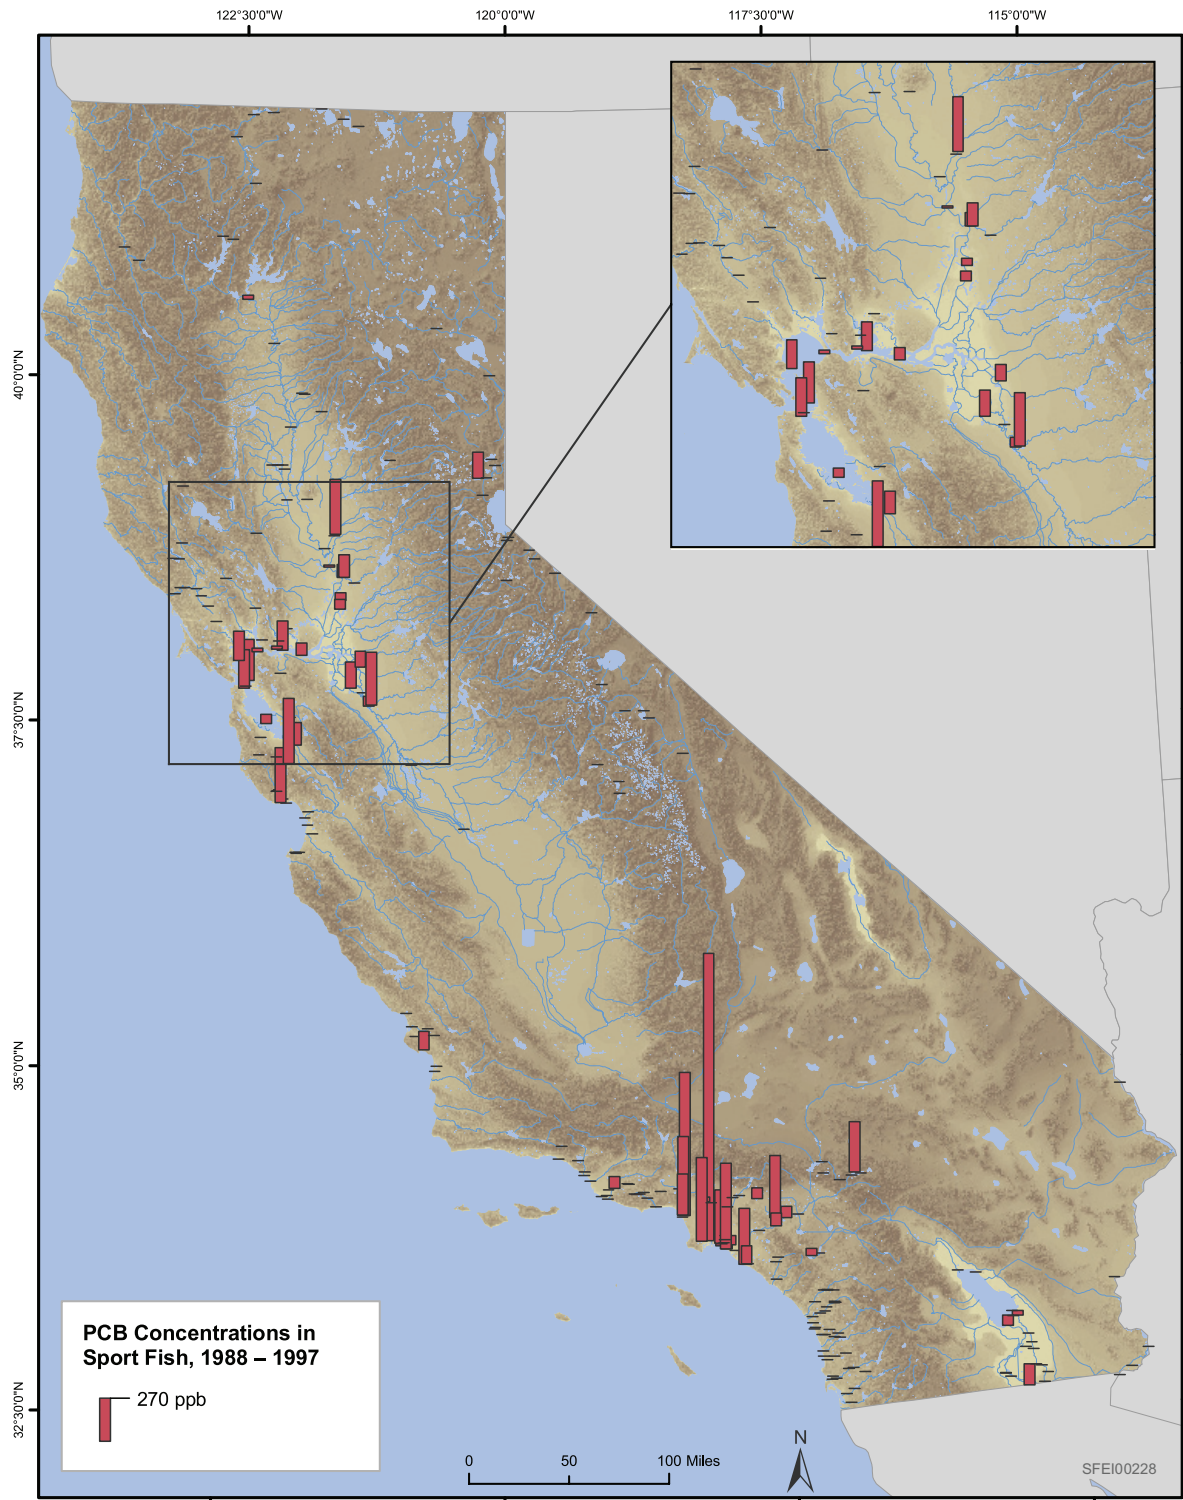 122°30'0"W 120°0'0"W 117°30'0"W 115°0'0"W
40°0'0"N
37°30'0"N
35°0'0"N
32°30'0"N
PCB Concentrations in
Sport Fish, 1988 – 1997
270 ppb
0 50 100 Miles
N
SFEI00228